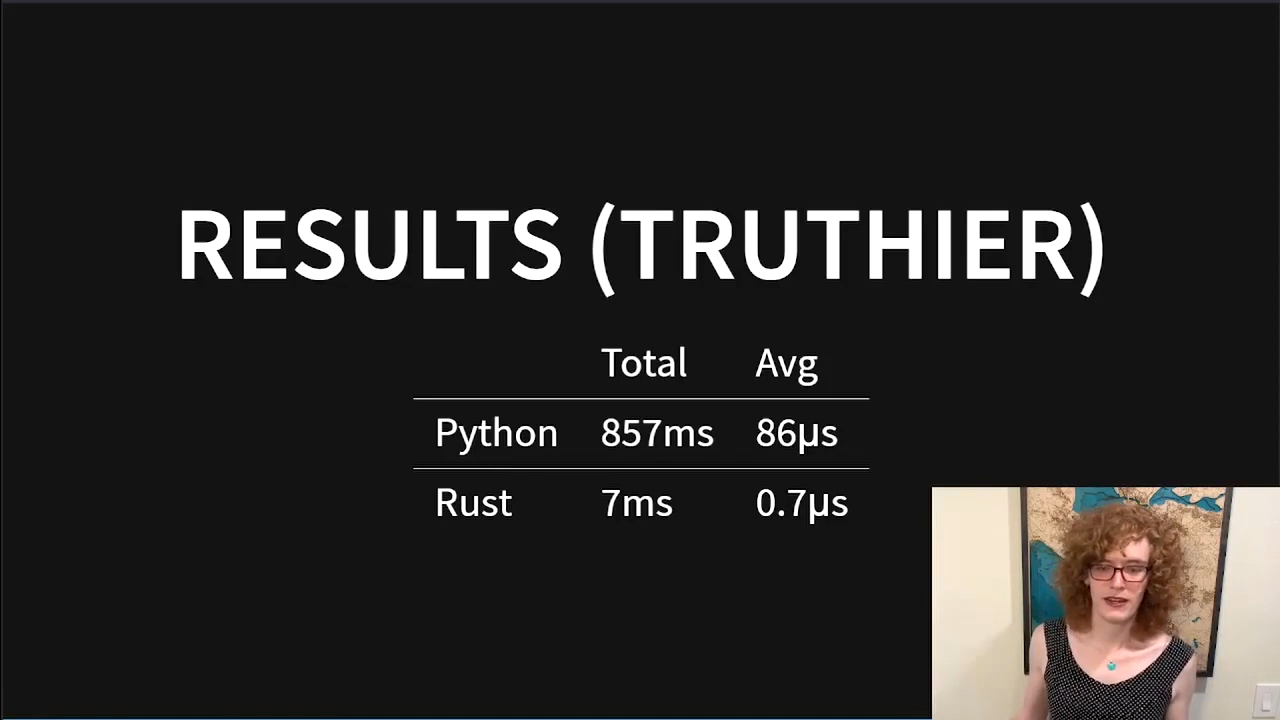 RESULTS (TRUTHIER)
Total Avg
Python 857ms 86µs
Rust 7ms 0.7µs